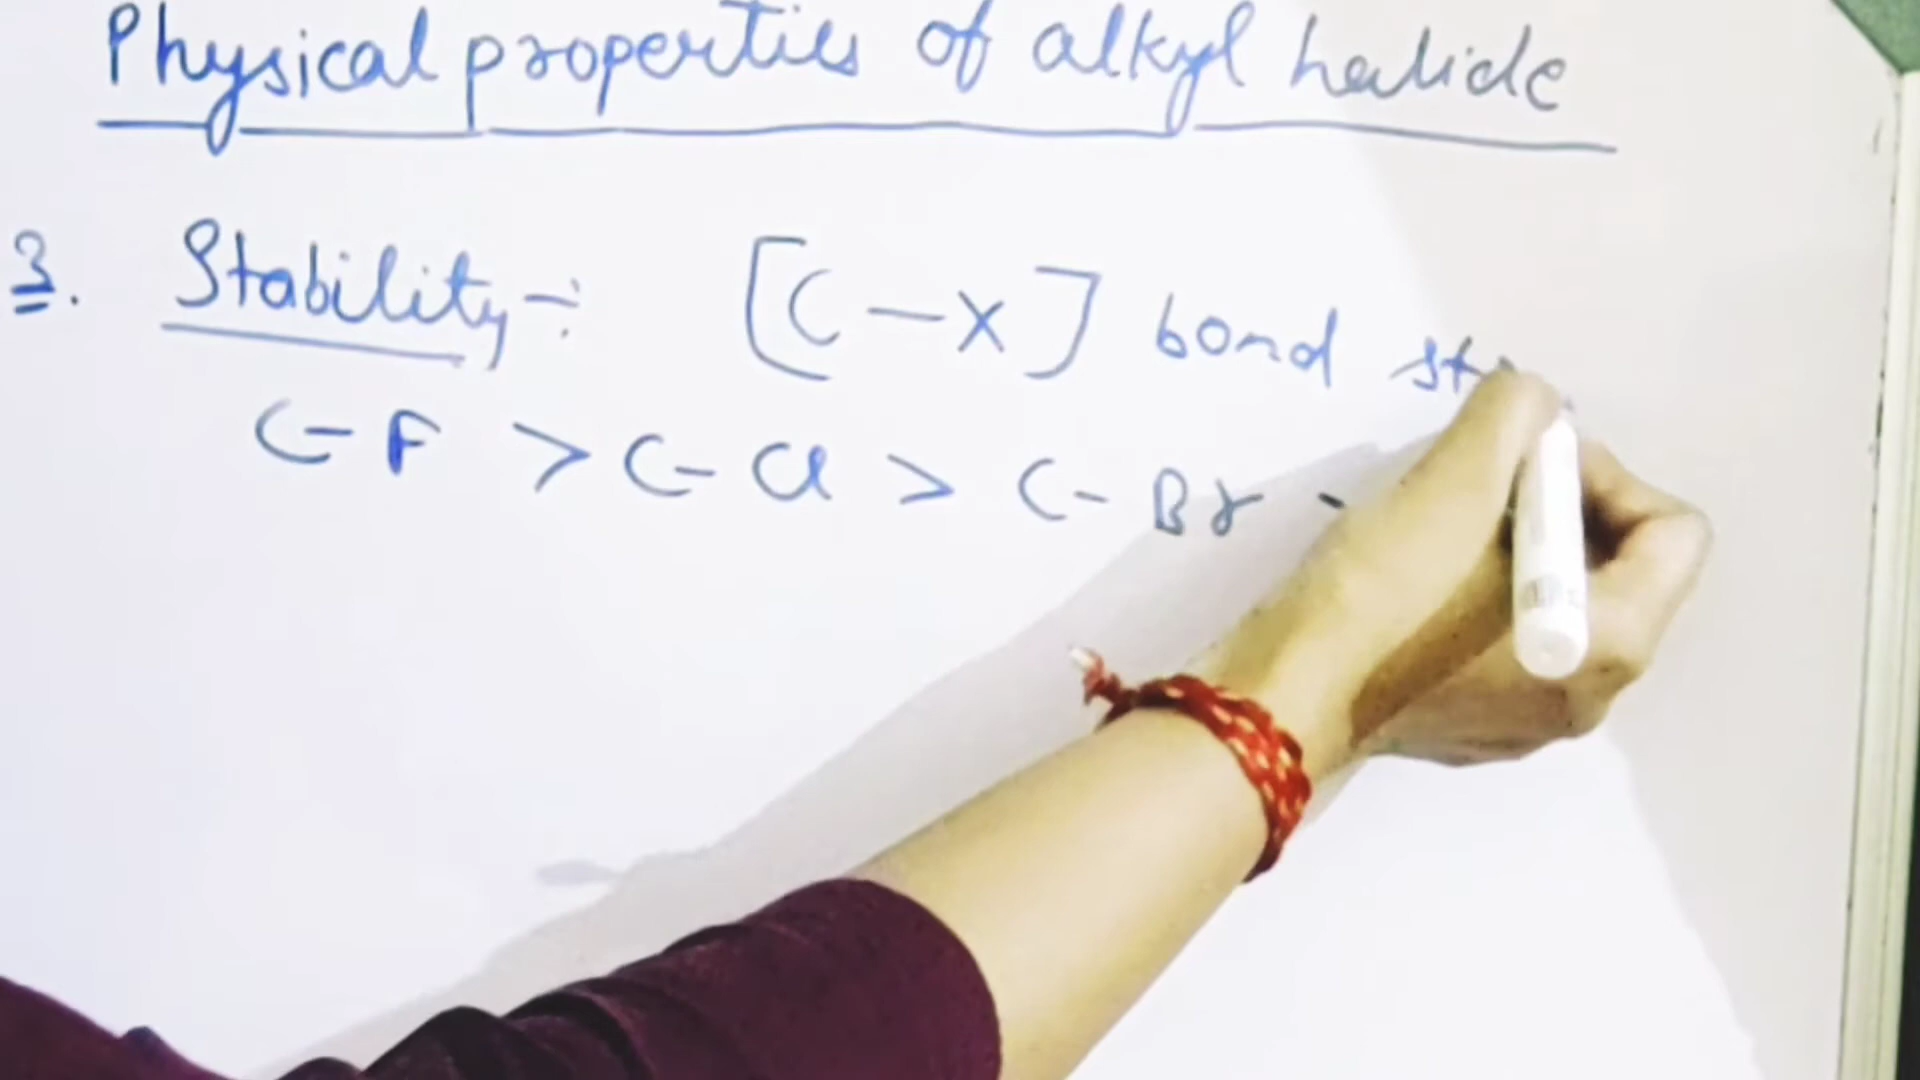 Physical properties of alkyl halide
3. Stability :- [C-X] bond
C-F > C-Cl > C-Br